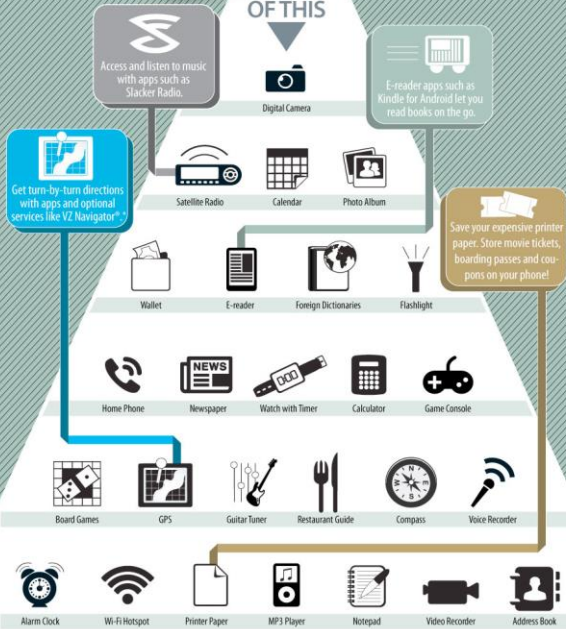 OF THIS
Access and listen to music
with apps such as
Slacker Radio.
E-reader apps such as
Kindle for Android let you
read books on the go.
Digital Camera
Get turn-by-turn directions
with apps and optional
services like VZ Navigator®.*
Satellite Radio
Calendar
Photo Album
Save your expensive printer
paper. Store movie tickets,
boarding passes and cou-
pons on your phone!
Wallet
E-reader
Foreign Dictionaries
Flashlight
NEWS
Home Phone
Newspaper
Watch with Timer
Calculator
Game Console
N
E
S
W
Board Games
GPS
Guitar Tuner
Restaurant Guide
Compass
Voice Recorder
Alarm Clock
Wi-Fi Hotspot
Printer Paper
MP3 Player
Notepad
Video Recorder
Address Book